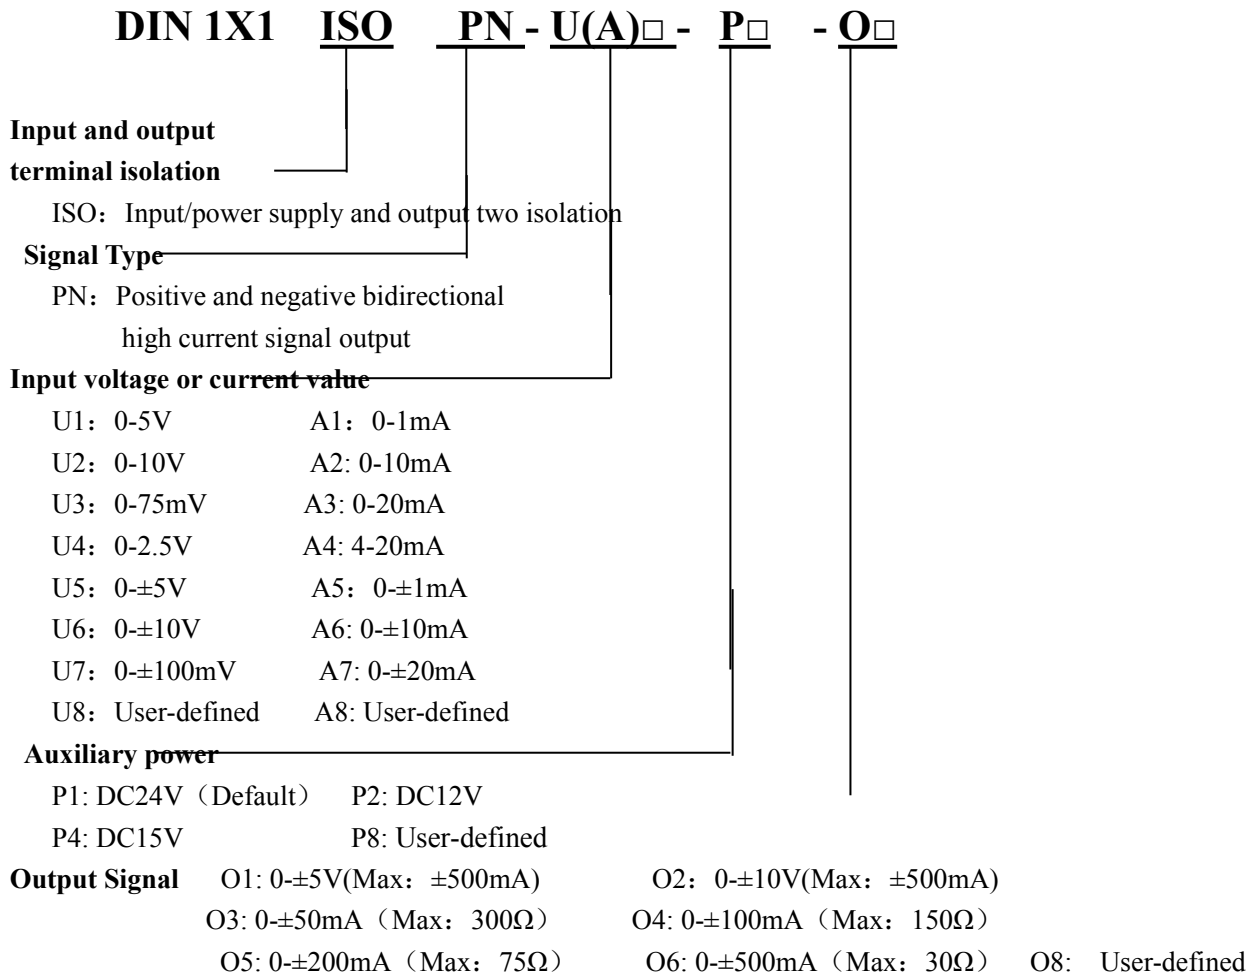 DIN 1X1 ISO PN - U(A)□ - P□ - O□
Input and output
terminal isolation
ISO：Input/power supply and output two isolation
Signal Type
PN：Positive and negative bidirectional
high current signal output
Input voltage or current value
U1：0-5V A1：0-1mA
U2：0-10V A2: 0-10mA
U3：0-75mV A3: 0-20mA
U4：0-2.5V A4: 4-20mA
U5：0-±5V A5：0-±1mA
U6：0-±10V A6: 0-±10mA
U7：0-±100mV A7: 0-±20mA
U8：User-defined A8: User-defined
Auxiliary power
P1: DC24V（Default） P2: DC12V
P4: DC15V P8: User-defined
Output Signal O1: 0-±5V(Max：±500mA) O2：0-±10V(Max：±500mA)
O3: 0-±50mA（Max：300Ω） O4: 0-±100mA（Max：150Ω）
O5: 0-±200mA（Max：75Ω） O6: 0-±500mA（Max：30Ω） O8: User-defined